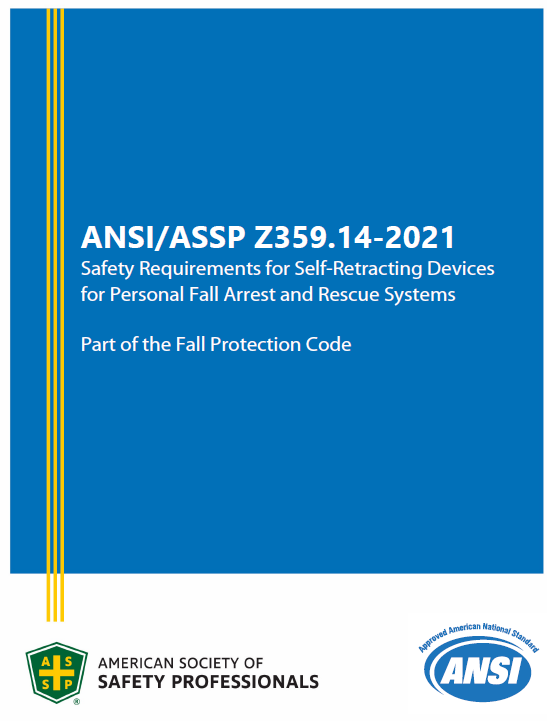 ANSI/ASSP Z359.14-2021
Safety Requirements for Self-Retracting Devices
for Personal Fall Arrest and Rescue Systems
Part of the Fall Protection Code
A S
S P
®
AMERICAN SOCIETY OF
SAFETY PROFESSIONALS
Approved American National Standard
ANSI